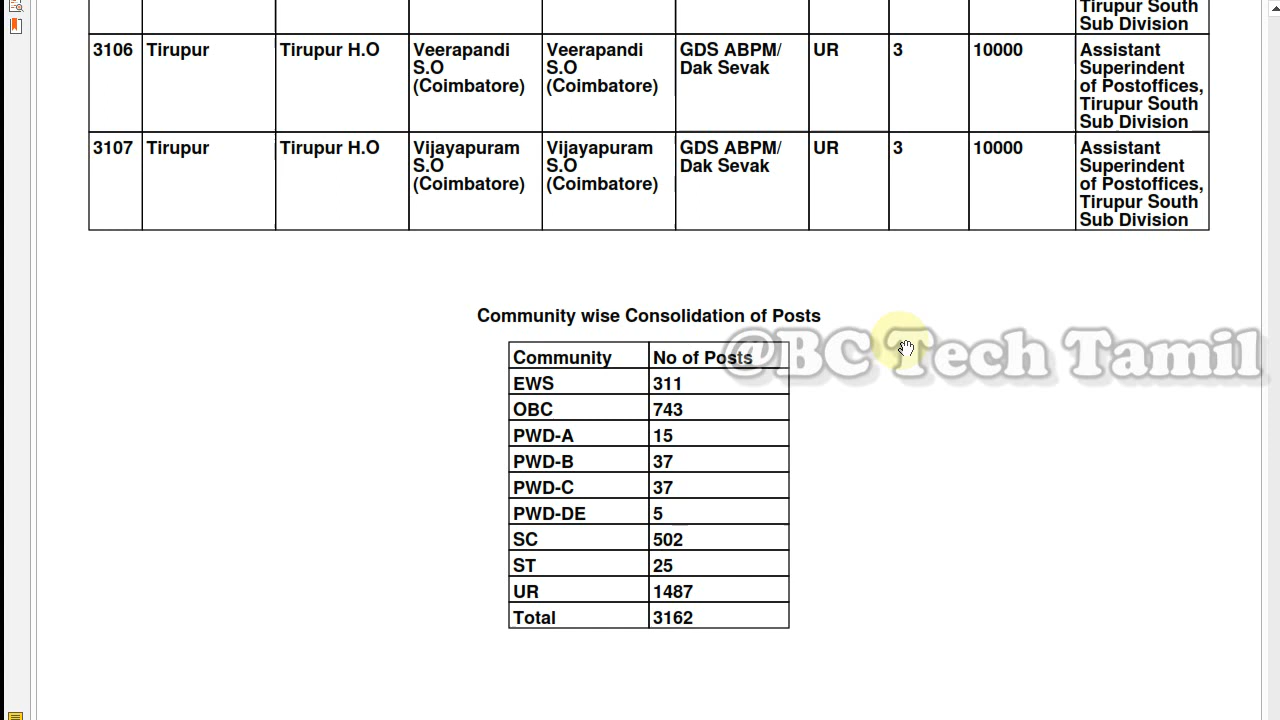 Tirupur South
Sub Division
3106 Tirupur Tirupur H.O Veerapandi S.O (Coimbatore) Veerapandi S.O (Coimbatore) GDS ABPM/ Dak Sevak UR 3 10000 Assistant Superindent of Postoffices, Tirupur South Sub Division
3107 Tirupur Tirupur H.O Vijayapuram S.O (Coimbatore) Vijayapuram S.O (Coimbatore) GDS ABPM/ Dak Sevak UR 3 10000 Assistant Superindent of Postoffices, Tirupur South Sub Division
Community wise Consolidation of Posts
@BC Tech Tamil
Community No of Posts
EWS 311
OBC 743
PWD-A 15
PWD-B 37
PWD-C 37
PWD-DE 5
SC 502
ST 25
UR 1487
Total 3162